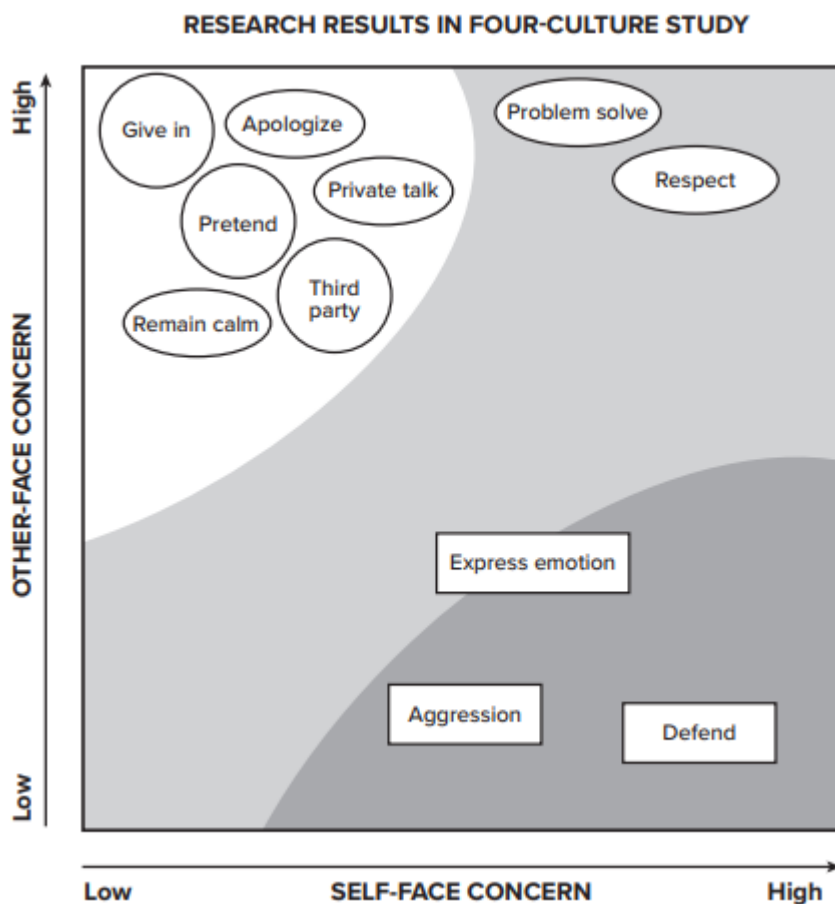 RESEARCH RESULTS IN FOUR-CULTURE STUDY
High
OTHER-FACE CONCERN
Low
Give in
Apologize
Problem solve
Private talk
Respect
Pretend
Third
party
Remain calm
Express emotion
Aggression
Defend
Low
SELF-FACE CONCERN
High